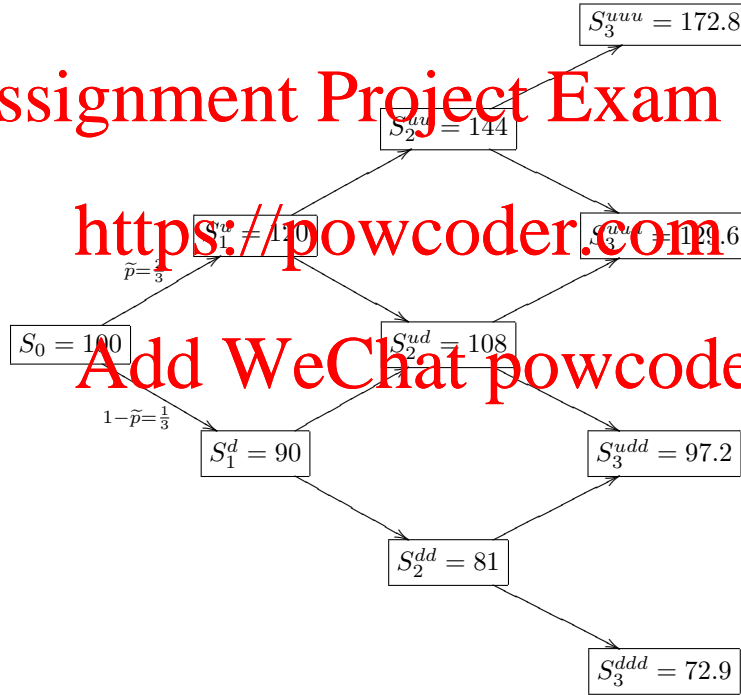 S_3^{uuu} = 172.8
ssignment Project Exam
S_2^{uu} = 144
https://powcoder.com
S_1^u = 120
S_3^{uud} = 129.6
p̃=2/3
S_0 = 100
S_2^{ud} = 108
Add WeChat powcode
1−p̃=1/3
S_1^d = 90
S_3^{udd} = 97.2
S_2^{dd} = 81
S_3^{ddd} = 72.9